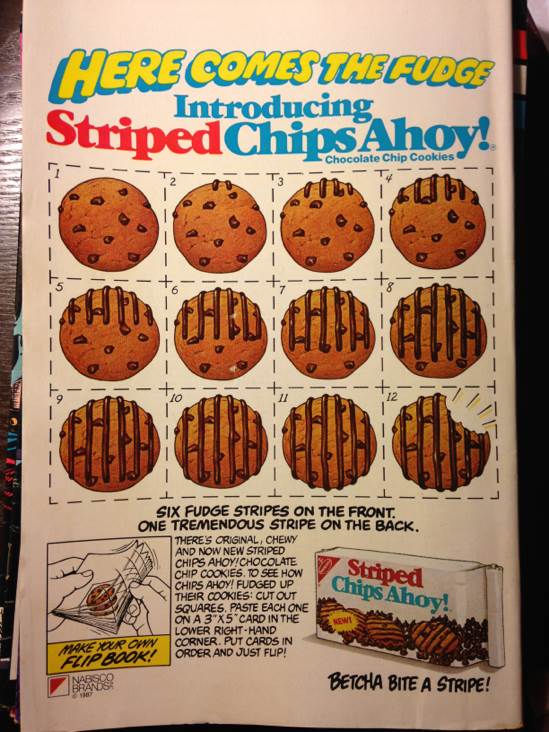 HERE COMES THE FUDGE
Introducing
Striped Chips Ahoy!®
Chocolate Chip Cookies
1
2
3
4
5
6
7
8
9
10
11
12
SIX FUDGE STRIPES ON THE FRONT.
ONE TREMENDOUS STRIPE ON THE BACK.
THERE'S ORIGINAL, CHEWY
AND NOW NEW STRIPED
CHIPS AHOY! CHOCOLATE
CHIP COOKIES. TO SEE HOW
CHIPS AHOY! FUDGED UP
THEIR COOKIES: CUT OUT
SQUARES. PASTE EACH ONE
ON A 3"X 5" CARD IN THE
LOWER RIGHT-HAND
CORNER. PUT CARDS IN
ORDER AND JUST FLIP!
MAKE YOUR OWN
FLIP BOOK!
Striped
Chips Ahoy!
NEW!
NABISCO
BRANDS
© 1987
BETCHA BITE A STRIPE!